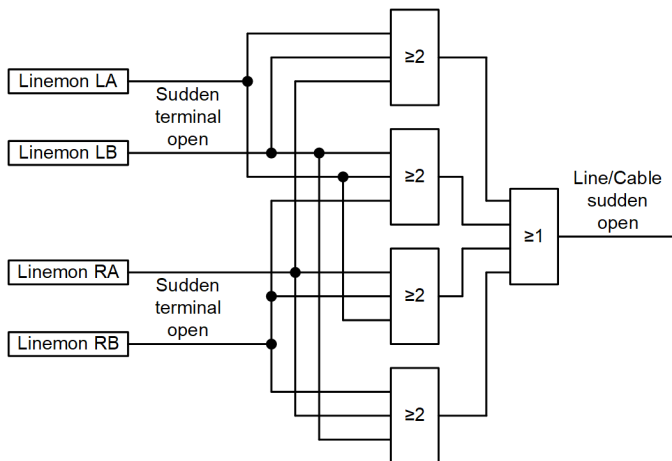 Linemon LA
Sudden
terminal
open
Linemon LB
Linemon RA
Sudden
terminal
open
Linemon RB
≥2
≥2
≥2
≥2
≥1
Line/Cable
sudden
open